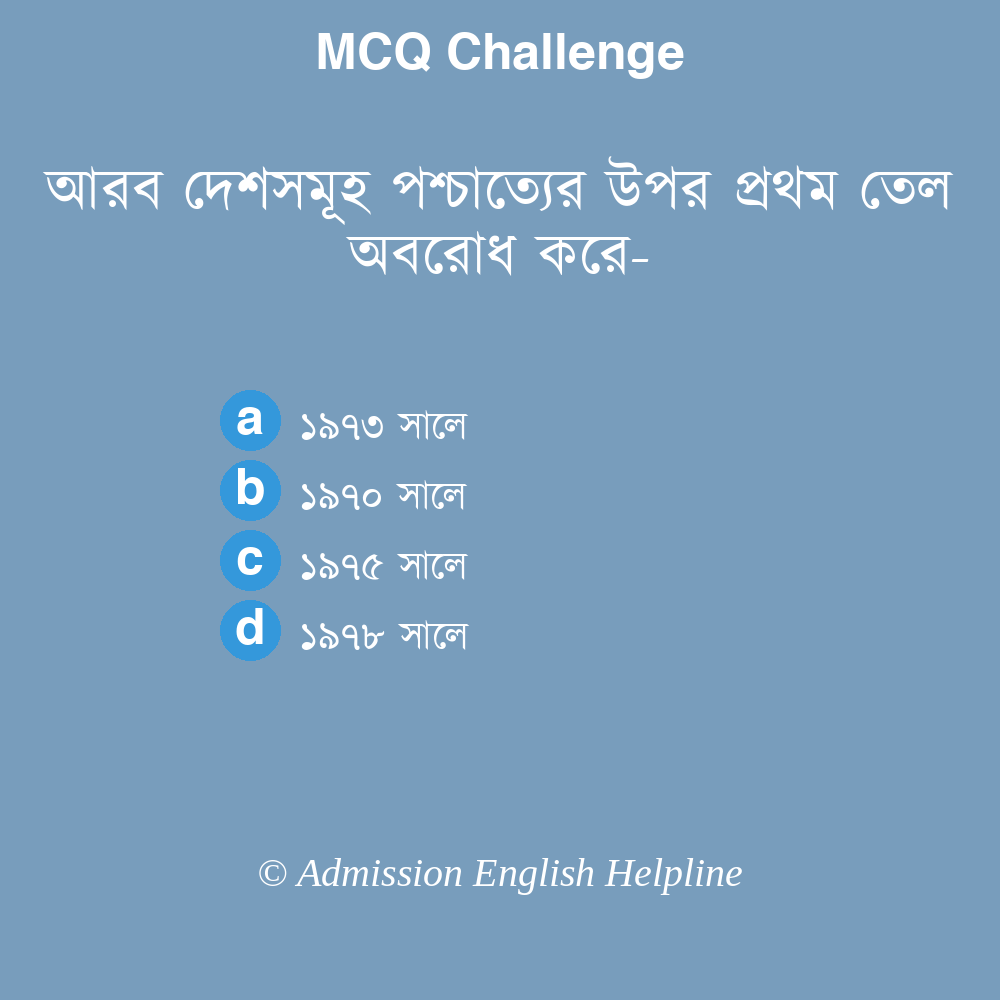 MCQ Challenge
আরব দেশসমূহ পশ্চাত্যের উপর প্রথম তেল
অবরোধ করে-
a ১৯৭৩ সালে
b ১৯৭০ সালে
c ১৯৭৫ সালে
d ১৯৭৮ সালে
© Admission English Helpline